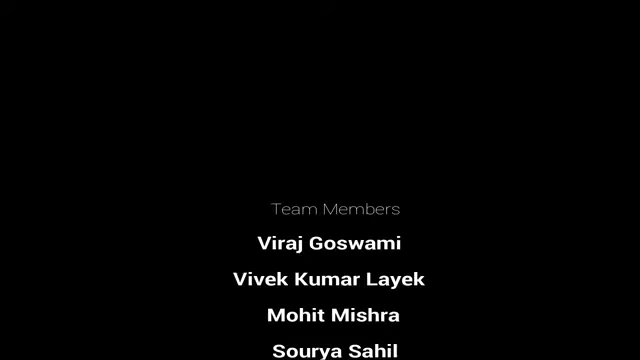 Team Members
Viraj Goswami
Vivek Kumar Layek
Mohit Mishra
Sourya Sahil